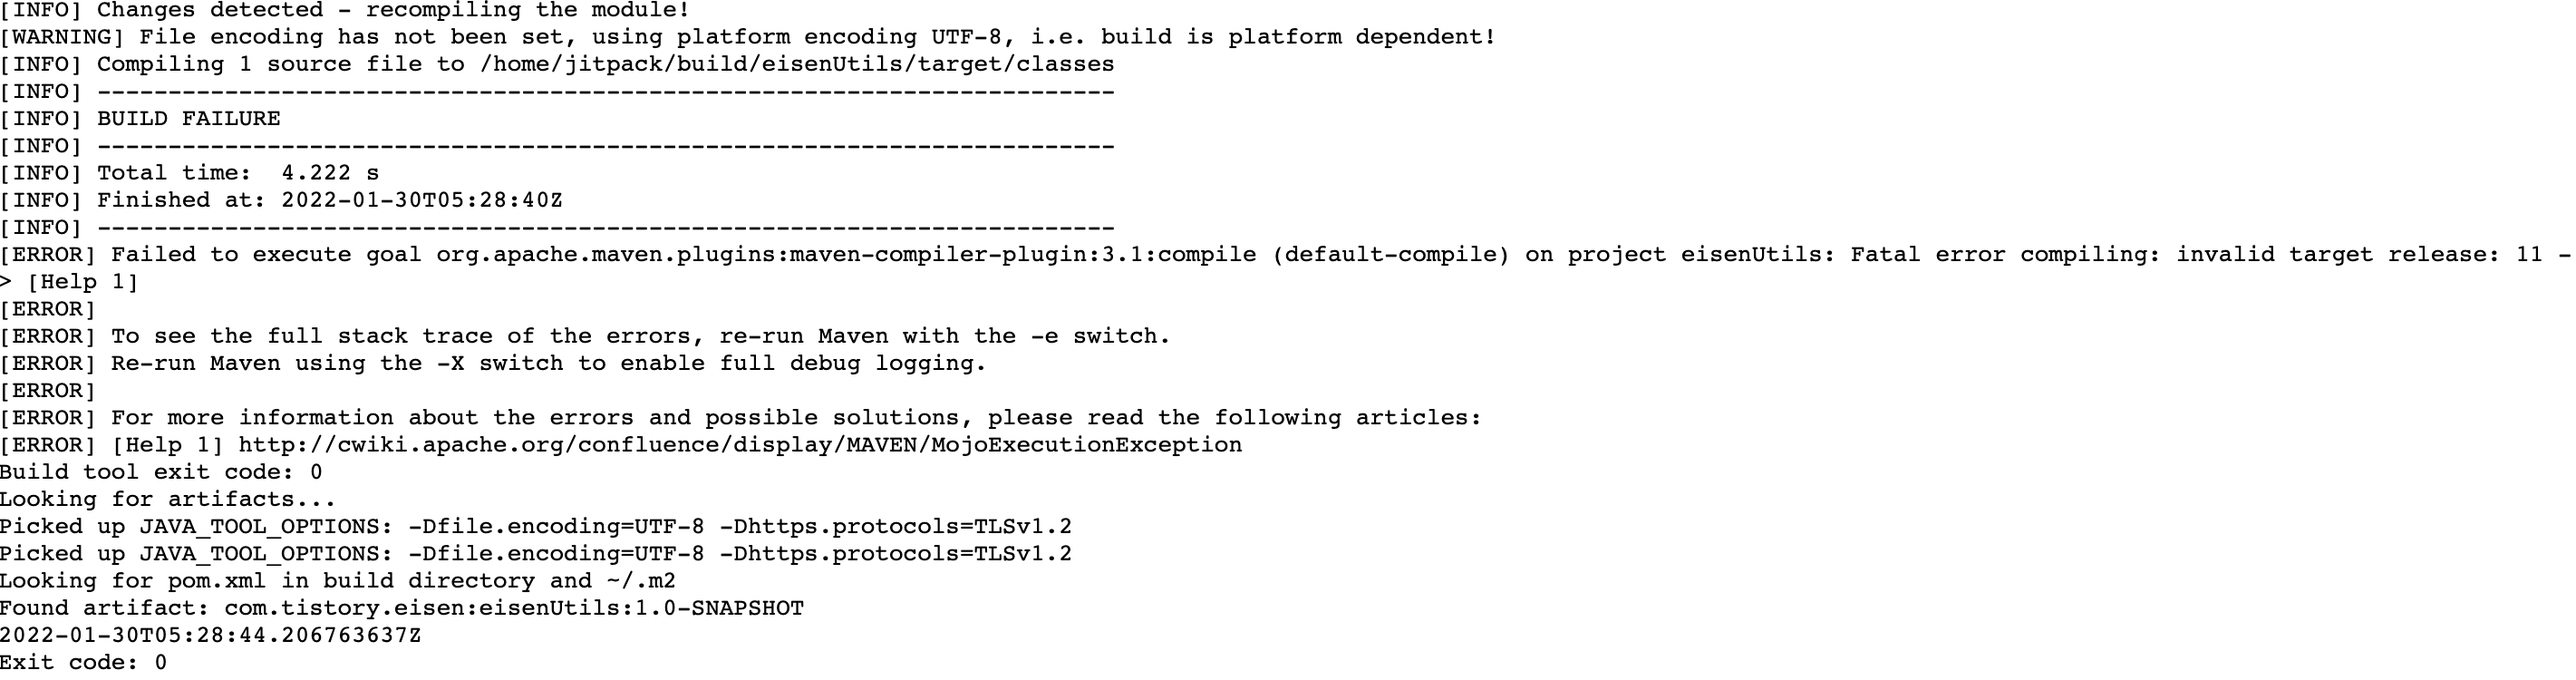 [INFO] Changes detected - recompiling the module!
[WARNING] File encoding has not been set, using platform encoding UTF-8, i.e. build is platform dependent!
[INFO] Compiling 1 source file to /home/jitpack/build/eisenUtils/target/classes
[INFO] ------------------------------------------------------------------------
[INFO] BUILD FAILURE
[INFO] ------------------------------------------------------------------------
[INFO] Total time:  4.222 s
[INFO] Finished at: 2022-01-30T05:28:40Z
[INFO] ------------------------------------------------------------------------
[ERROR] Failed to execute goal org.apache.maven.plugins:maven-compiler-plugin:3.1:compile (default-compile) on project eisenUtils: Fatal error compiling: invalid target release: 11 -
> [Help 1]
[ERROR]
[ERROR] To see the full stack trace of the errors, re-run Maven with the -e switch.
[ERROR] Re-run Maven using the -X switch to enable full debug logging.
[ERROR]
[ERROR] For more information about the errors and possible solutions, please read the following articles:
[ERROR] [Help 1] http://cwiki.apache.org/confluence/display/MAVEN/MojoExecutionException
Build tool exit code: 0
Looking for artifacts...
Picked up JAVA_TOOL_OPTIONS: -Dfile.encoding=UTF-8 -Dhttps.protocols=TLSv1.2
Picked up JAVA_TOOL_OPTIONS: -Dfile.encoding=UTF-8 -Dhttps.protocols=TLSv1.2
Looking for pom.xml in build directory and ~/.m2
Found artifact: com.tistory.eisen:eisenUtils:1.0-SNAPSHOT
2022-01-30T05:28:44.206763637Z
Exit code: 0